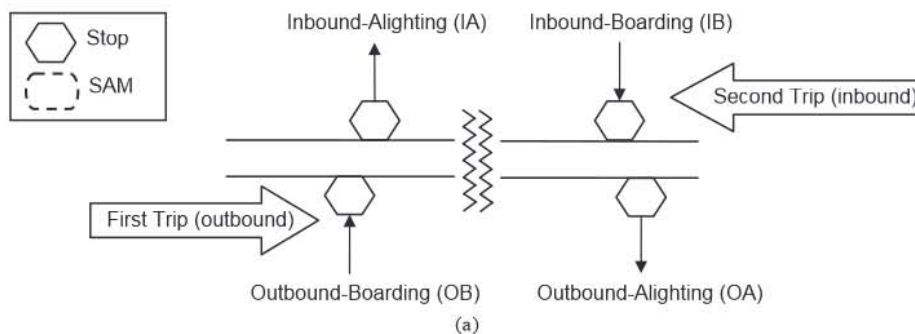 Inbound-Alighting (IA)
Inbound-Boarding (IB)
Stop
SAM
Second Trip (inbound)
First Trip (outbound)
Outbound-Boarding (OB)
Outbound-Alighting (OA)
(a)